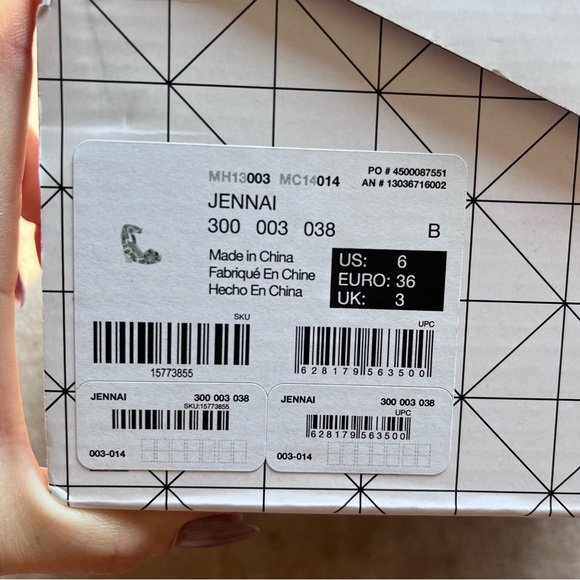 MH13003 MC14014
PO # 4500087551
AN # 13036716002
JENNAI
300 003 038 B
Made in China
Fabriqué En Chine
Hecho En China
US: 6
EURO: 36
UK: 3
SKU
15773855
UPC
628179563500
JENNAI 300 003 038
SKU:15773855
003-014
JENNAI 300 003 038
UPC
628179563500
003-014